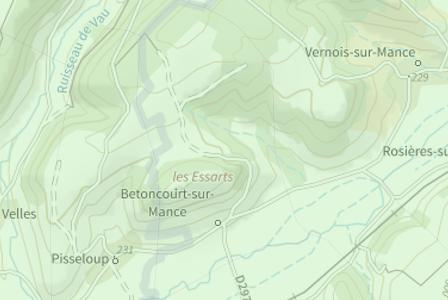 Ruisseau de Vau
Vernois-sur-Mance
229
Rosières-su
les Essarts
Betoncourt-sur-
Mance
Velles
231
Pisseloup
D297